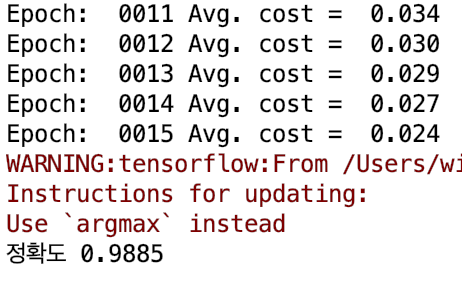 Epoch:  0011 Avg. cost =  0.034
Epoch:  0012 Avg. cost =  0.030
Epoch:  0013 Avg. cost =  0.029
Epoch:  0014 Avg. cost =  0.027
Epoch:  0015 Avg. cost =  0.024
WARNING:tensorflow:From /Users/wi
Instructions for updating:
Use `argmax` instead
정확도 0.9885